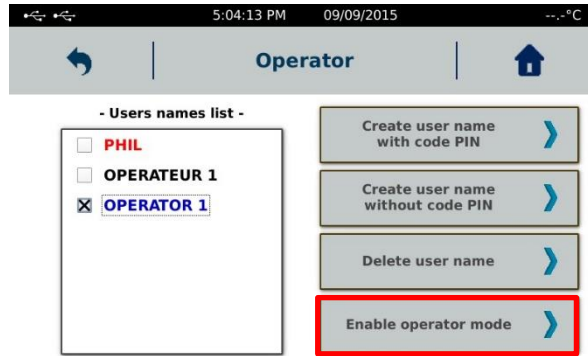 5:04:13 PM 09/09/2015 --.-°C
Operator
- Users names list -
PHIL
OPERATEUR 1
OPERATOR 1
Create user name
with code PIN
Create user name
without code PIN
Delete user name
Enable operator mode